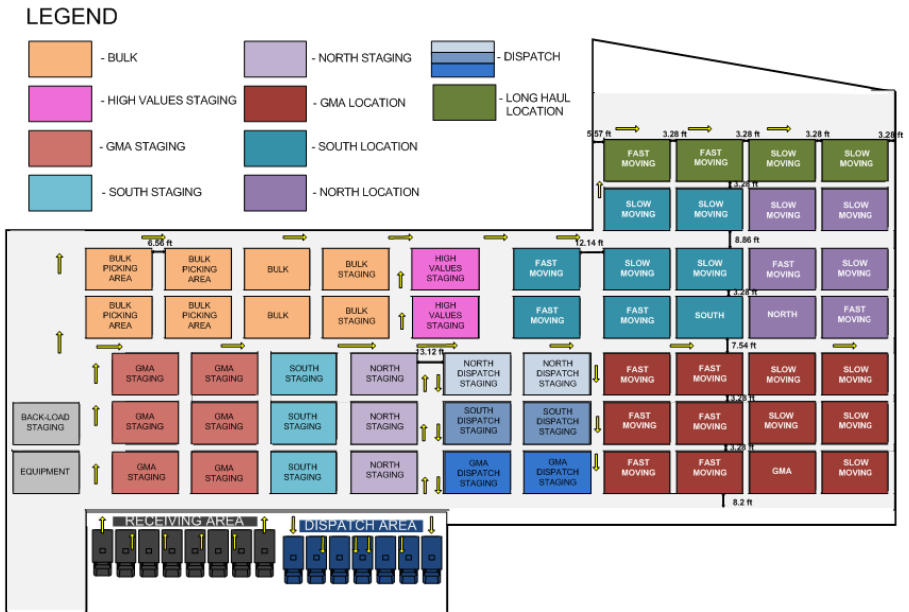 LEGEND
- BULK
- HIGH VALUES STAGING
- GMA STAGING
- SOUTH STAGING
- NORTH STAGING
- GMA LOCATION
- SOUTH LOCATION
- NORTH LOCATION
- DISPATCH
- LONG HAUL
LOCATION
5.57 ft 3.28 ft 3.28 ft 3.28 ft 3.28 ft
FAST
MOVING
FAST
MOVING
SLOW
MOVING
SLOW
MOVING
3.28 ft
SLOW
MOVING
SLOW
MOVING
SLOW
MOVING
SLOW
MOVING
6.56 ft
12.14 ft
8.86 ft
BULK
PICKING
AREA
BULK
PICKING
AREA
BULK
BULK
STAGING
HIGH
VALUES
STAGING
FAST
MOVING
SLOW
MOVING
SLOW
MOVING
FAST
MOVING
SLOW
MOVING
3.28 ft
BULK
PICKING
AREA
BULK
PICKING
AREA
BULK
BULK
STAGING
HIGH
VALUES
STAGING
FAST
MOVING
FAST
MOVING
SOUTH
NORTH
FAST
MOVING
13.12 ft
7.54 ft
GMA
STAGING
GMA
STAGING
SOUTH
STAGING
NORTH
STAGING
NORTH
DISPATCH
STAGING
NORTH
DISPATCH
STAGING
FAST
MOVING
FAST
MOVING
SLOW
MOVING
SLOW
MOVING
3.28 ft
BACK-LOAD
STAGING
GMA
STAGING
GMA
STAGING
SOUTH
STAGING
NORTH
STAGING
SOUTH
DISPATCH
STAGING
SOUTH
DISPATCH
STAGING
FAST
MOVING
FAST
MOVING
SLOW
MOVING
SLOW
MOVING
3.28 ft
EQUIPMENT
GMA
STAGING
GMA
STAGING
SOUTH
STAGING
NORTH
STAGING
GMA
DISPATCH
STAGING
GMA
DISPATCH
STAGING
FAST
MOVING
FAST
MOVING
GMA
SLOW
MOVING
8.2 ft
RECEIVING AREA
DISPATCH AREA